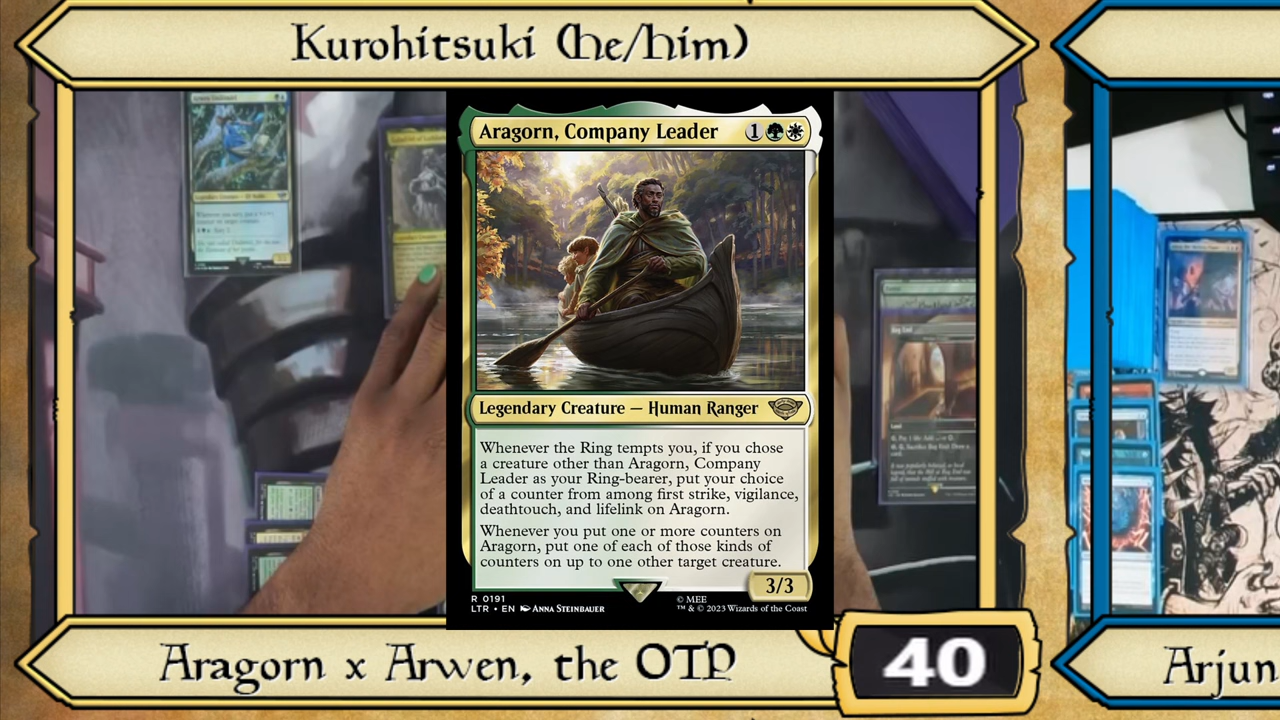 Kurohitsuki (he/him)
Aragorn, Company Leader 1
Legendary Creature — Human Ranger
Whenever the Ring tempts you, if you chose
a creature other than Aragorn, Company
Leader as your Ring-bearer, put your choice
of a counter from among first strike, vigilance,
deathtouch, and lifelink on Aragorn.
Whenever you put one or more counters on
Aragorn, put one of each of those kinds of
counters on up to one other target creature.
3/3
R 0191
LTR • EN ANNA STEINBAUER
© MEE
™ & © 2023 Wizards of the Coast
Bag End
Land
Aragorn x Arwen, the OTP
40
Arjun